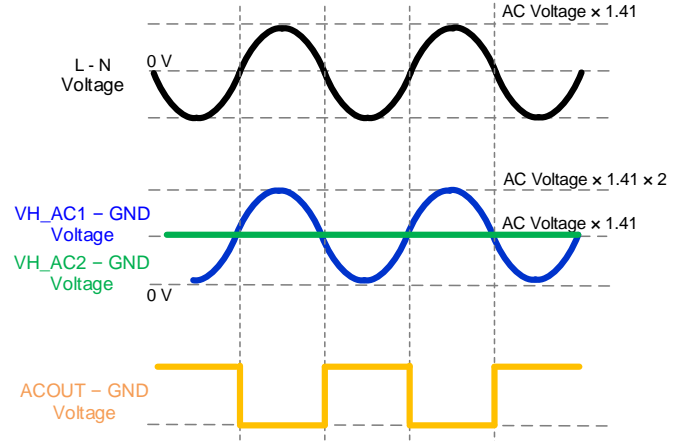 AC Voltage × 1.41
0 V
L - N
Voltage
AC Voltage × 1.41 × 2
VH_AC1 – GND
Voltage
AC Voltage × 1.41
VH_AC2 – GND
Voltage
0 V
ACOUT – GND
Voltage